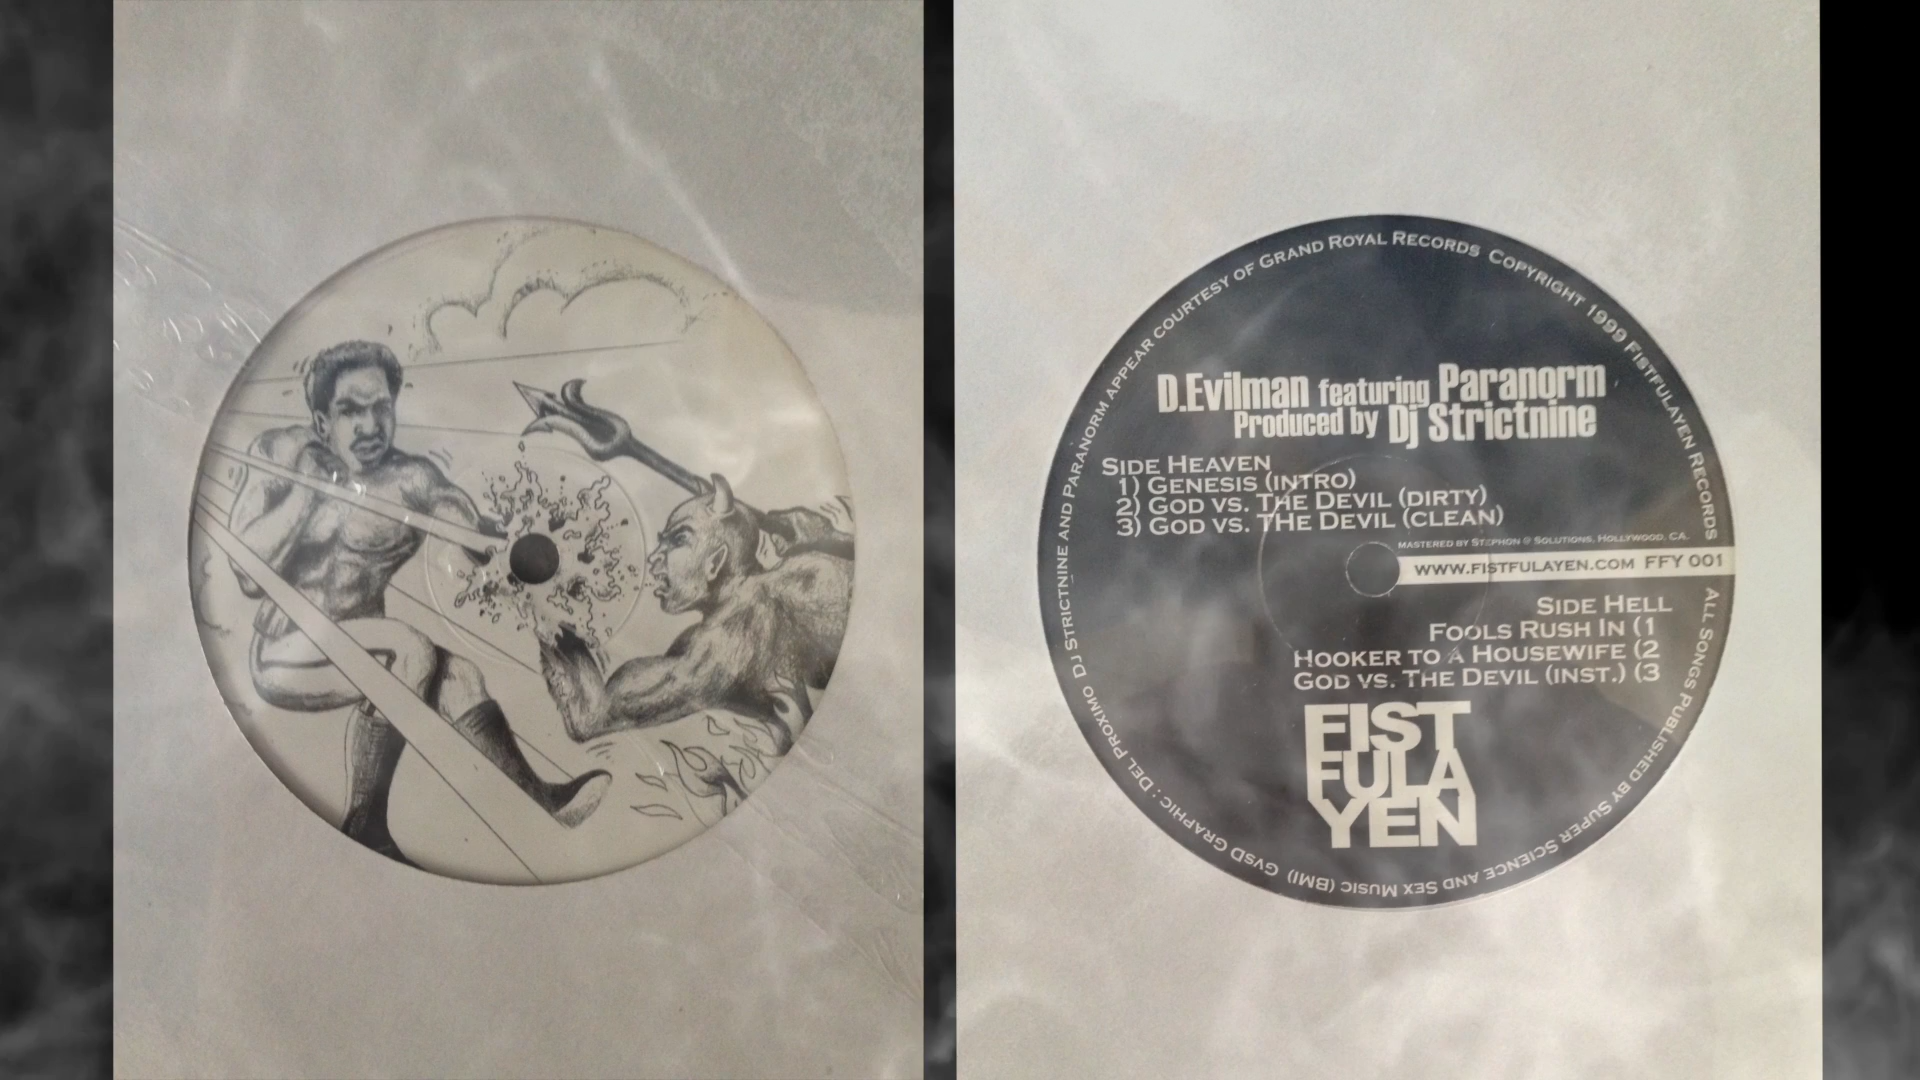 DJ STRICTNINE AND PARANORM APPEAR COURTESY OF GRAND ROYAL RECORDS COPYRIGHT 1999 FISTFULAYEN RECORDS
D.Evilman featuring Paranorm
Produced by Dj Strictnine
SIDE HEAVEN
1) GENESIS (INTRO)
2) GOD VS. THE DEVIL (DIRTY)
3) GOD VS. THE DEVIL (CLEAN)
MASTERED BY STEPHON @ SOLUTIONS, HOLLYWOOD, CA.
WWW.FISTFULAYEN.COM FFY 001
SIDE HELL
FOOLS RUSH IN (1
HOOKER TO A HOUSEWIFE (2
GOD VS. THE DEVIL (INST.) (3
FIST
FULA
YEN
ALL SONGS PUBLISHED BY SUPER SCIENCE AND SEX MUSIC (BMI) GVSD GRAPHIC: DEL PROXIMO